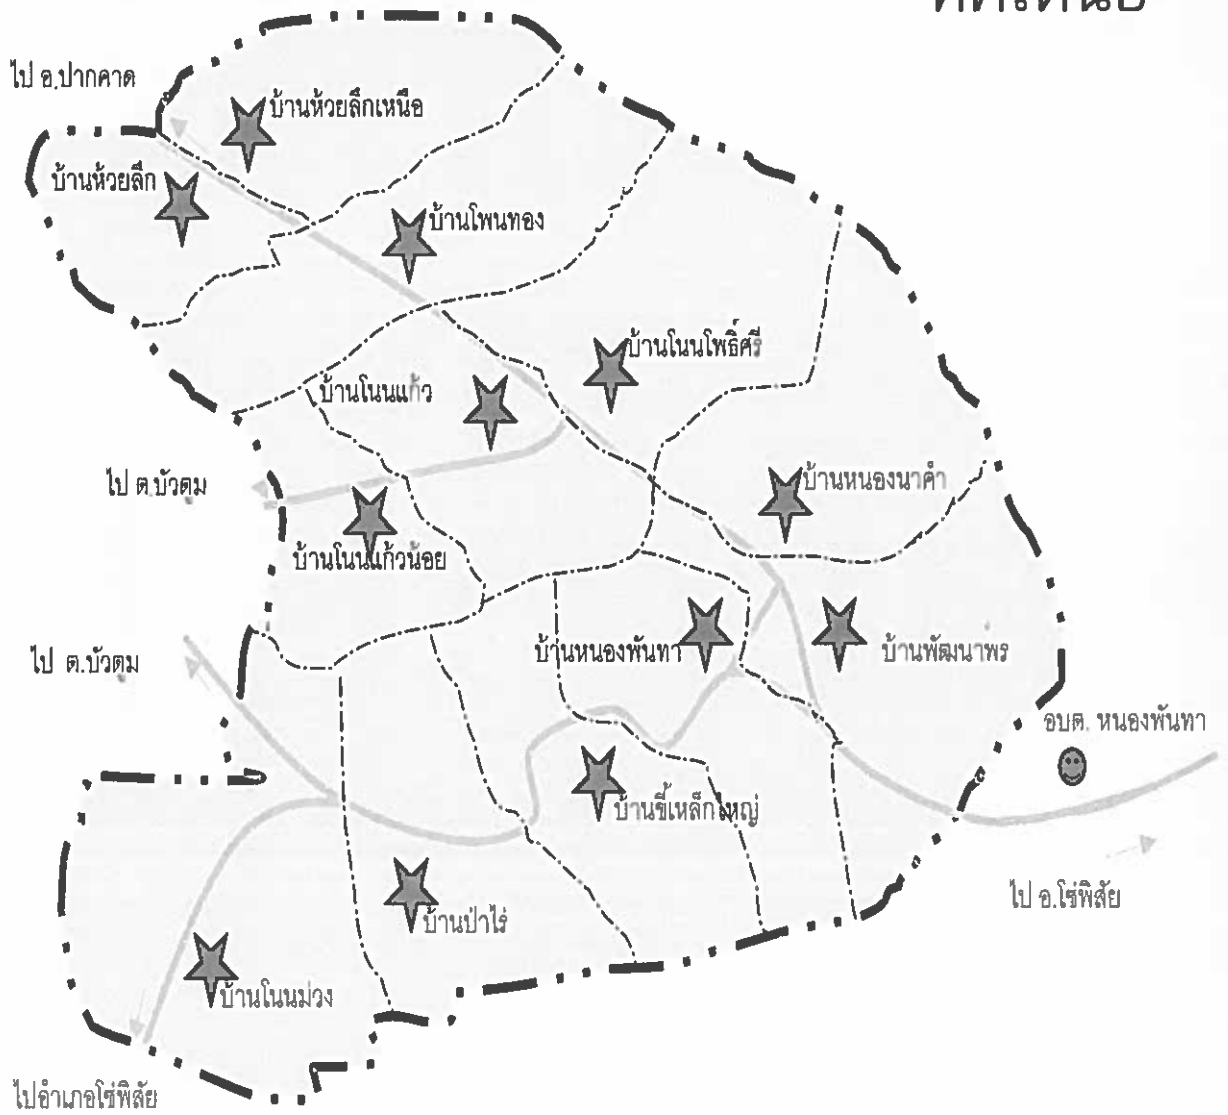 ทิศเหนือ
ไป อ.ปากคาด
บ้านห้วยลึกเหนือ
บ้านห้วยลึก
บ้านโพนทอง
บ้านโนนโพธิ์ศรี
บ้านโนนแก้ว
ไป ต.บัวตูม
บ้านหนองนาคำ
บ้านโนนแก้วน้อย
บ้านหนองพันทา
บ้านพัฒนาพร
ไป ต.บัวตูม
อบต. หนองพันทา
บ้านขี้เหล็กใหญ่
ไป อ.โซ่พิสัย
บ้านป่าไร่
บ้านโนนม่วง
ไปอำเภอโซ่พิสัย